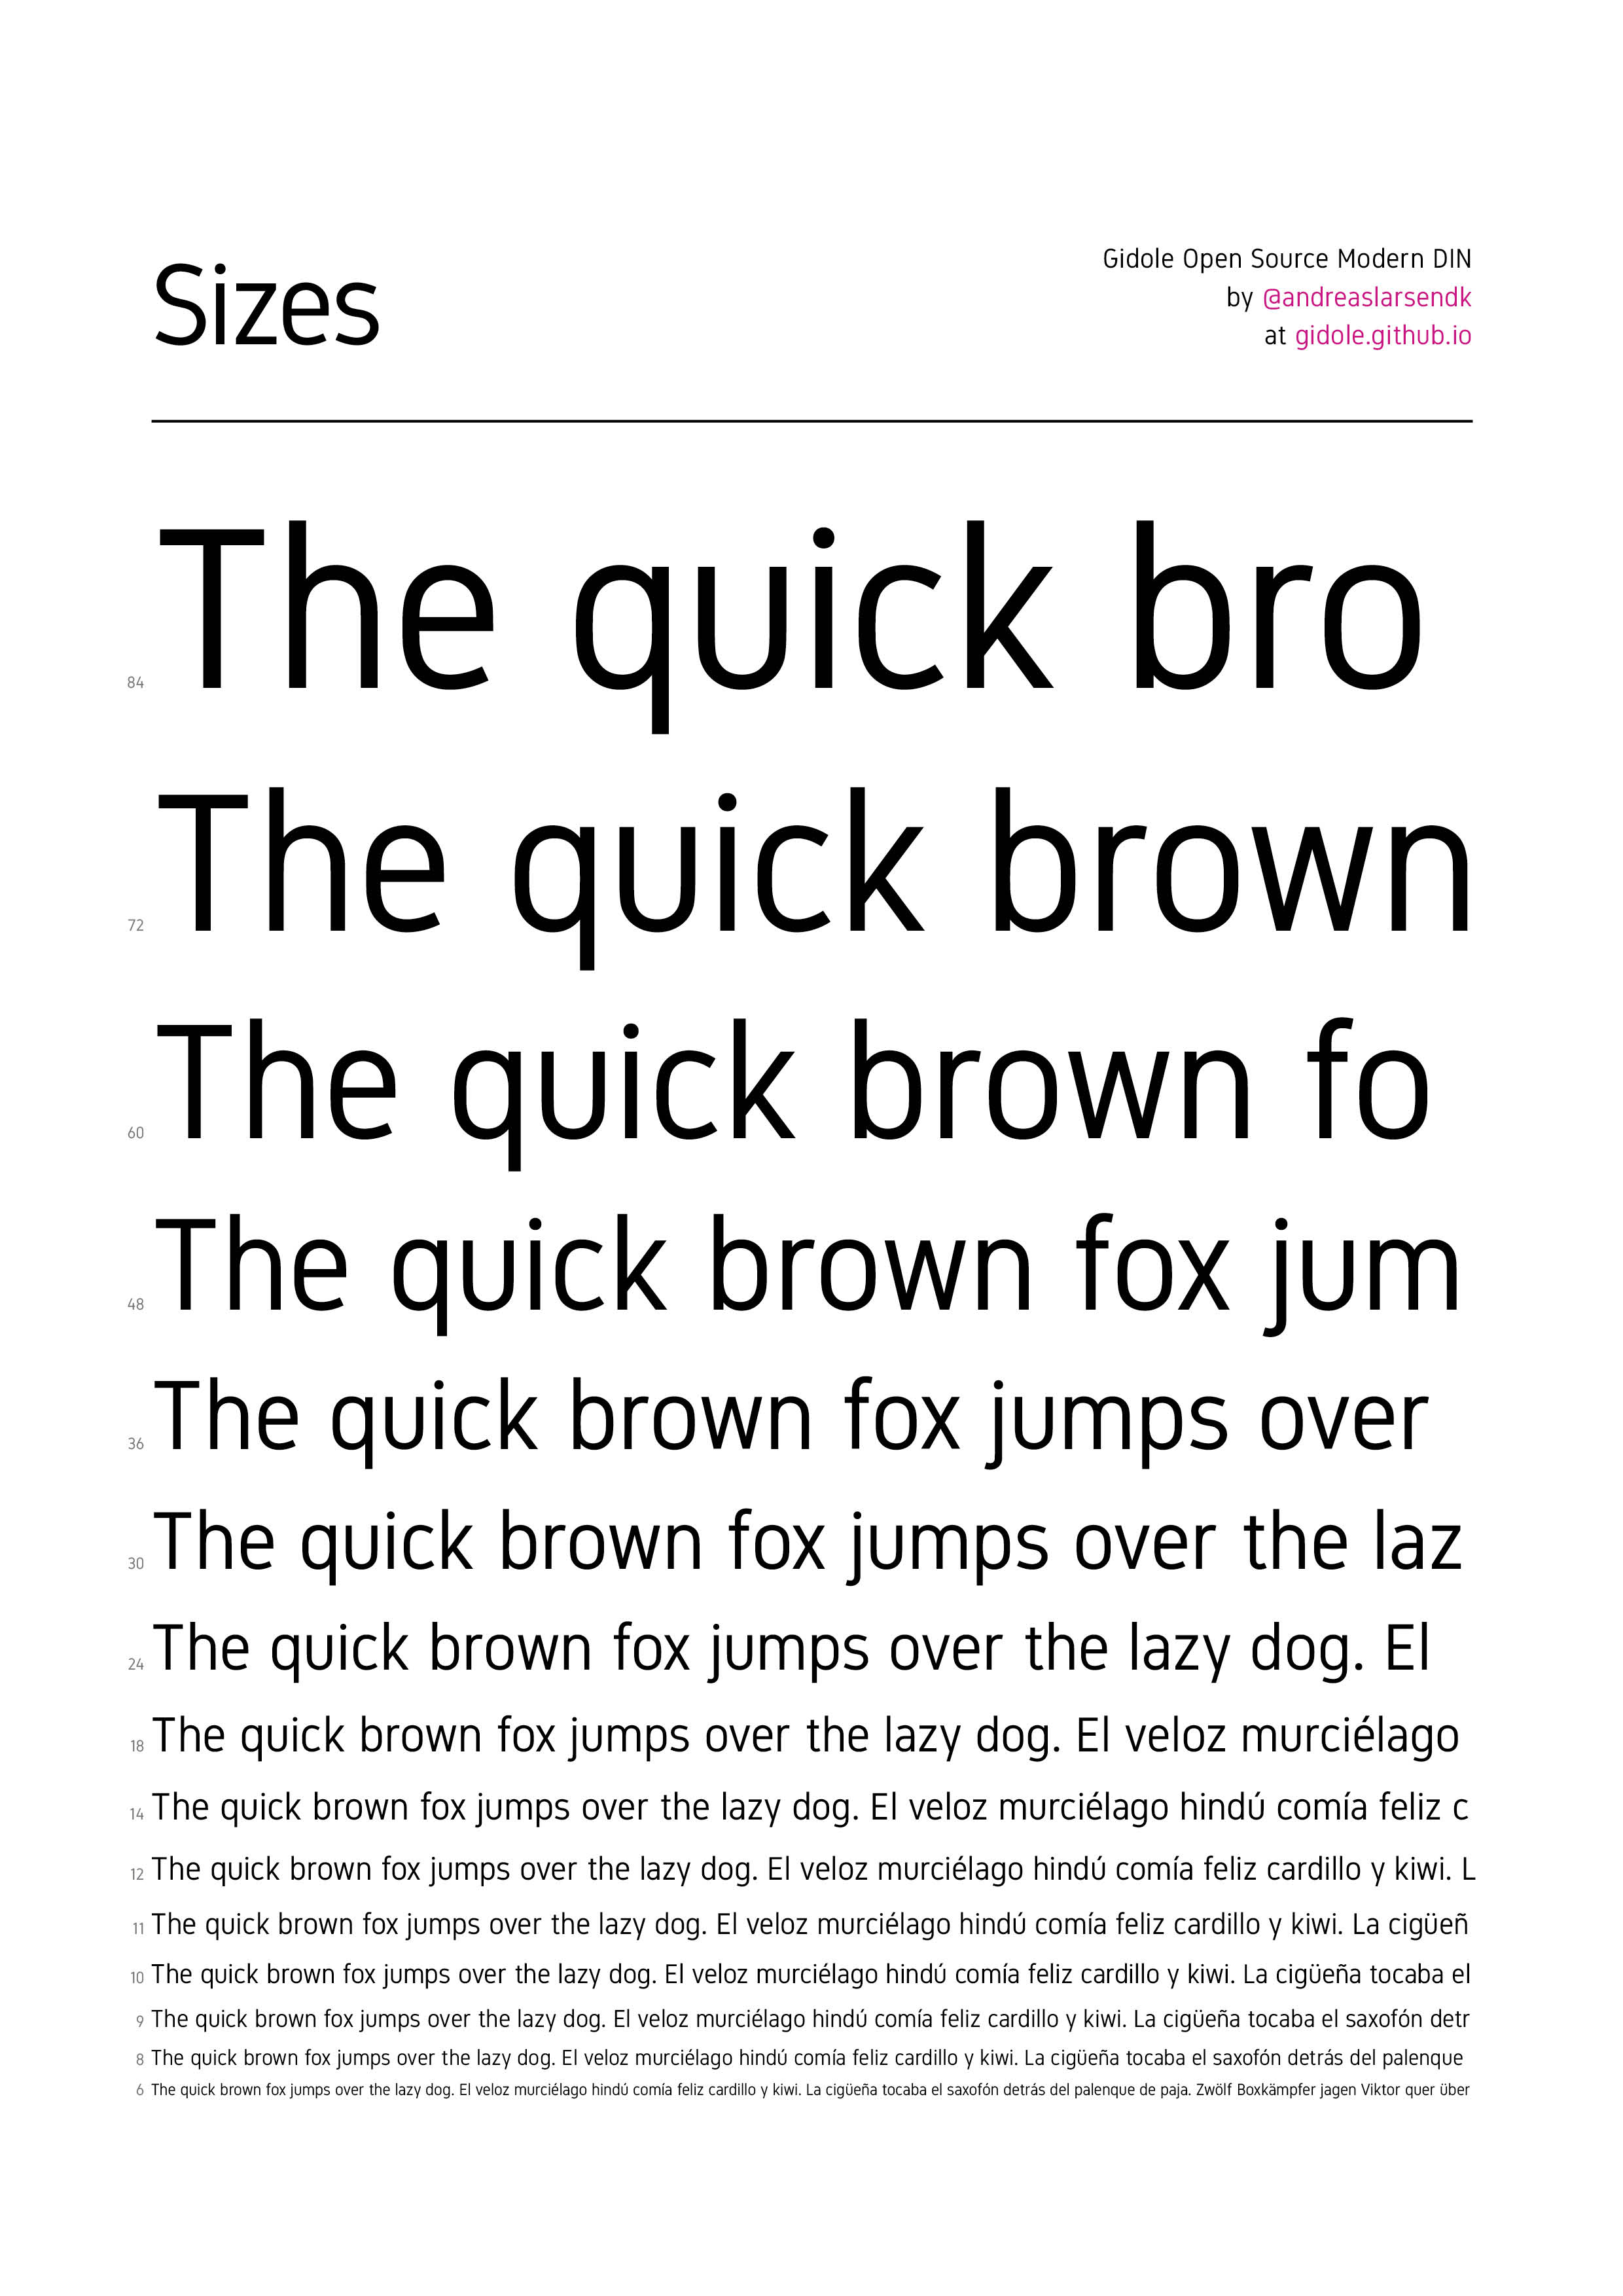 Sizes
Gidole Open Source Modern DIN
by @andreaslarsendk
at gidole.github.io
84 The quick bro
72 The quick brown
60 The quick brown fo
48 The quick brown fox jum
36 The quick brown fox jumps over
30 The quick brown fox jumps over the laz
24 The quick brown fox jumps over the lazy dog. El
18 The quick brown fox jumps over the lazy dog. El veloz murciélago
14 The quick brown fox jumps over the lazy dog. El veloz murciélago hindú comía feliz c
12 The quick brown fox jumps over the lazy dog. El veloz murciélago hindú comía feliz cardillo y kiwi. L
11 The quick brown fox jumps over the lazy dog. El veloz murciélago hindú comía feliz cardillo y kiwi. La cigüeñ
10 The quick brown fox jumps over the lazy dog. El veloz murciélago hindú comía feliz cardillo y kiwi. La cigüeña tocaba el
9 The quick brown fox jumps over the lazy dog. El veloz murciélago hindú comía feliz cardillo y kiwi. La cigüeña tocaba el saxofón detr
8 The quick brown fox jumps over the lazy dog. El veloz murciélago hindú comía feliz cardillo y kiwi. La cigüeña tocaba el saxofón detrás del palenque
6 The quick brown fox jumps over the lazy dog. El veloz murciélago hindú comía feliz cardillo y kiwi. La cigüeña tocaba el saxofón detrás del palenque de paja. Zwölf Boxkämpfer jagen Viktor quer über